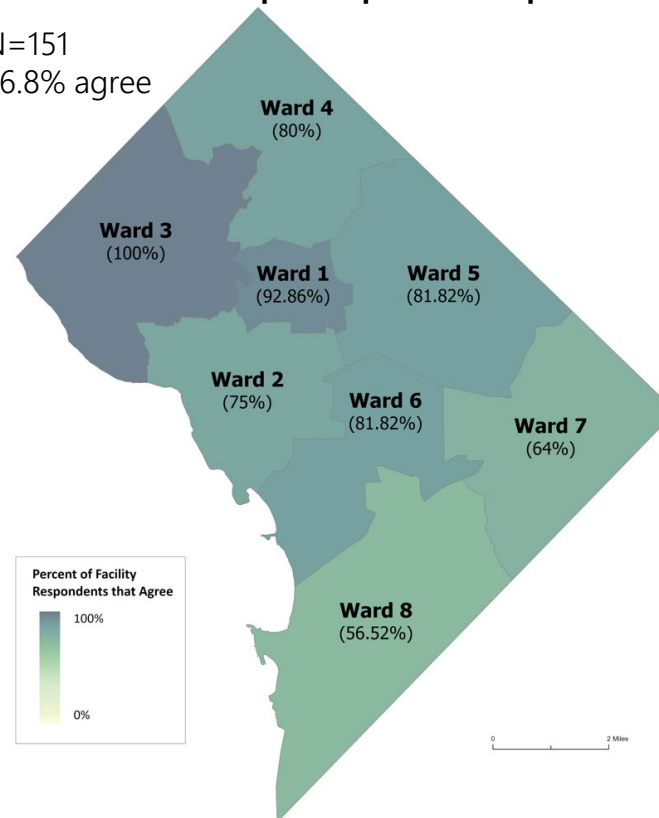 =151
6.8% agree
Ward 4
(80%)
Ward 3
(100%)
Ward 1
(92.86%)
Ward 5
(81.82%)
Ward 2
(75%)
Ward 6
(81.82%)
Ward 7
(64%)
Ward 8
(56.52%)
Percent of Facility
Respondents that Agree
100%
0%
0
2 Miles